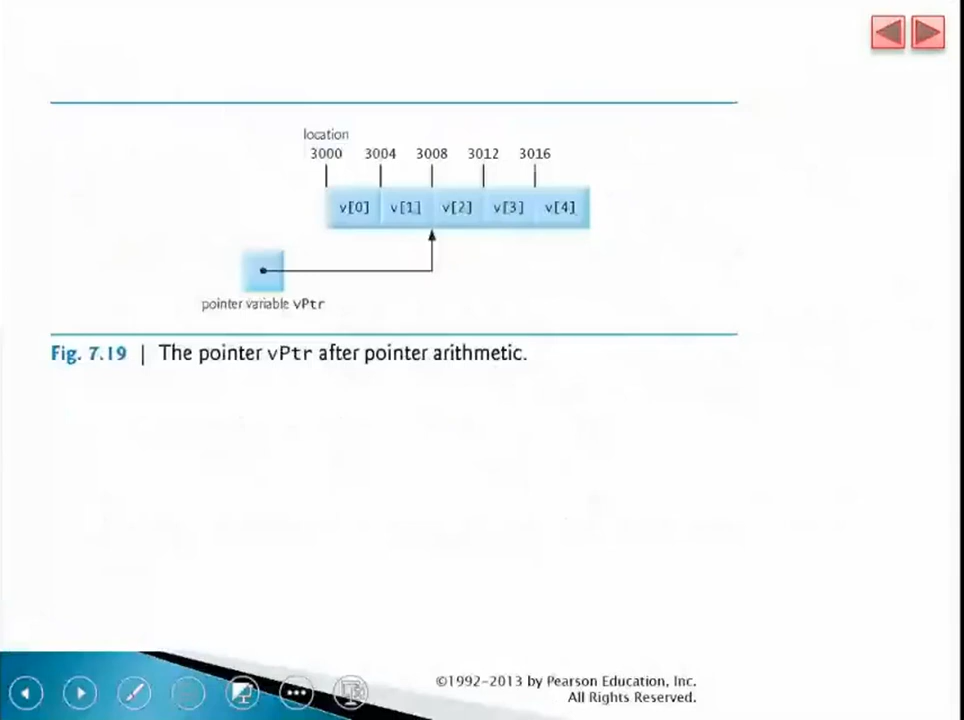 location
3000 3004 3008 3012 3016
v[0] v[1] v[2] v[3] v[4]
pointer variable vPtr
Fig. 7.19 | The pointer vPtr after pointer arithmetic.
©1992-2013 by Pearson Education, Inc.
All Rights Reserved.